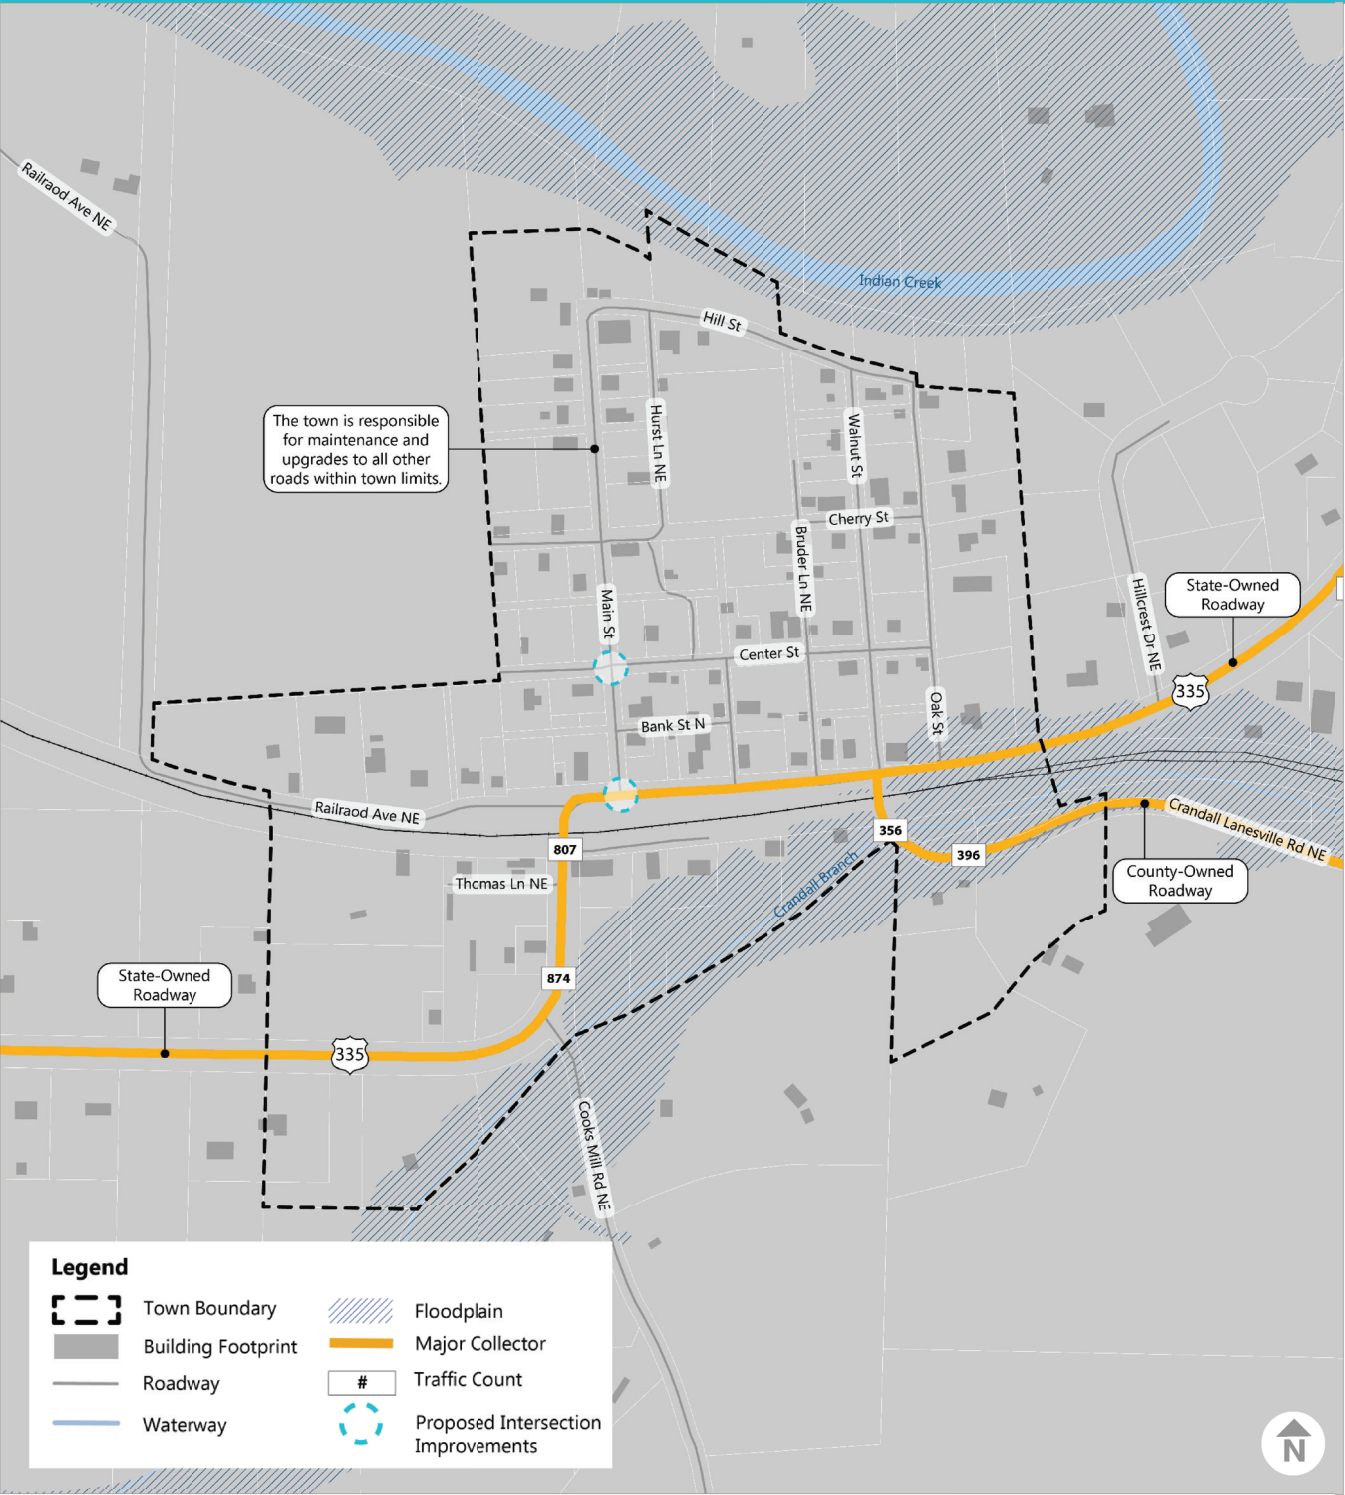 Railraod Ave NE
Indian Creek
Hill St
The town is responsible
for maintenance and
upgrades to all other
roads within town limits.
Hurst Ln NE
Walnut St
Cherry St
Bruder Ln NE
Main St
Hillcrest Dr NE
State-Owned
Roadway
Center St
335
Oak St
Bank St N
Railraod Ave NE
Crandall Lanesville Rd NE
356
807
396
Crandall Branch
County-Owned
Roadway
Thcmas Ln NE
State-Owned
Roadway
874
335
Cooks Mill Rd NE
Legend
Town Boundary
Building Footprint
Roadway
Waterway
Floodplain
Major Collector
#
Traffic Count
Proposed Intersection
Improvements
N